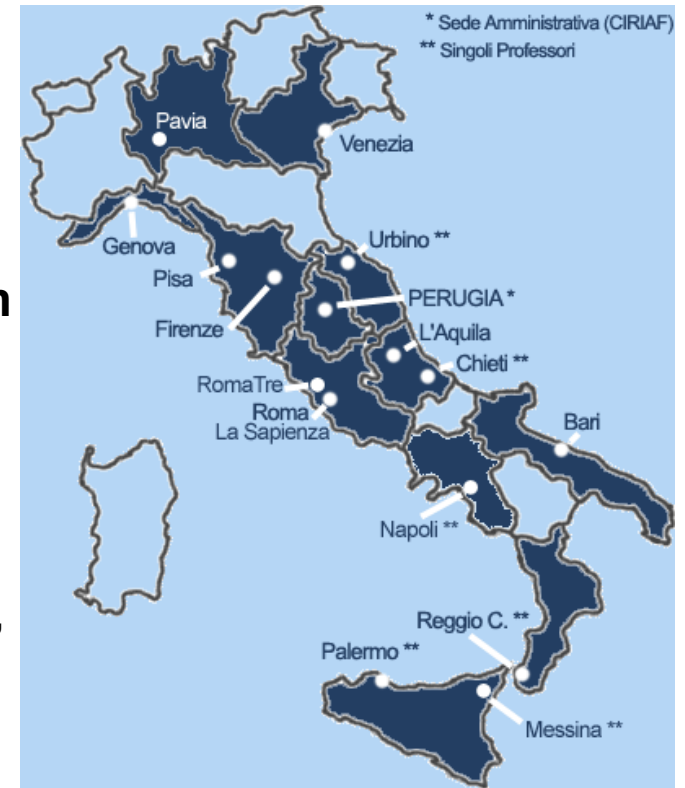 * Sede Amministrativa (CIRIAF)
** Singoli Professori
Pavia
Venezia
Genova
Urbino **
Pisa
PERUGIA *
Firenze
L'Aquila
Chieti **
RomaTre
Roma
La Sapienza
Bari
Napoli **
Reggio C. **
Palermo **
Messina **